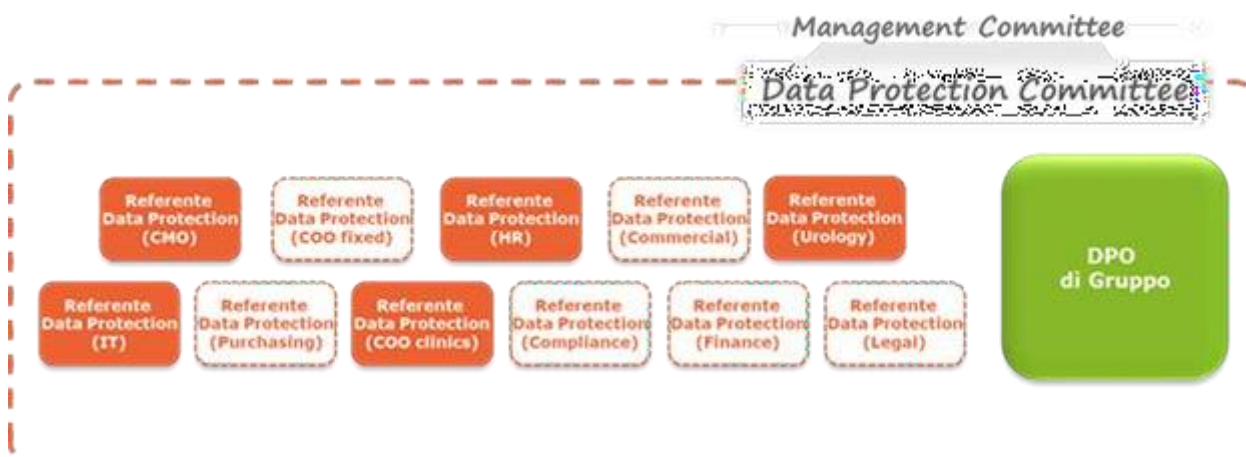 Management Committee
Data Protection Committee
Referente
Data Protection
(CMO)
Referente
Data Protection
(COO fixed)
Referente
Data Protection
(HR)
Referente
Data Protection
(Commercial)
Referente
Data Protection
(Urology)
Referente
Data Protection
(IT)
Referente
Data Protection
(Purchasing)
Referente
Data Protection
(COO clinics)
Referente
Data Protection
(Compliance)
Referente
Data Protection
(Finance)
Referente
Data Protection
(Legal)
DPO
di Gruppo